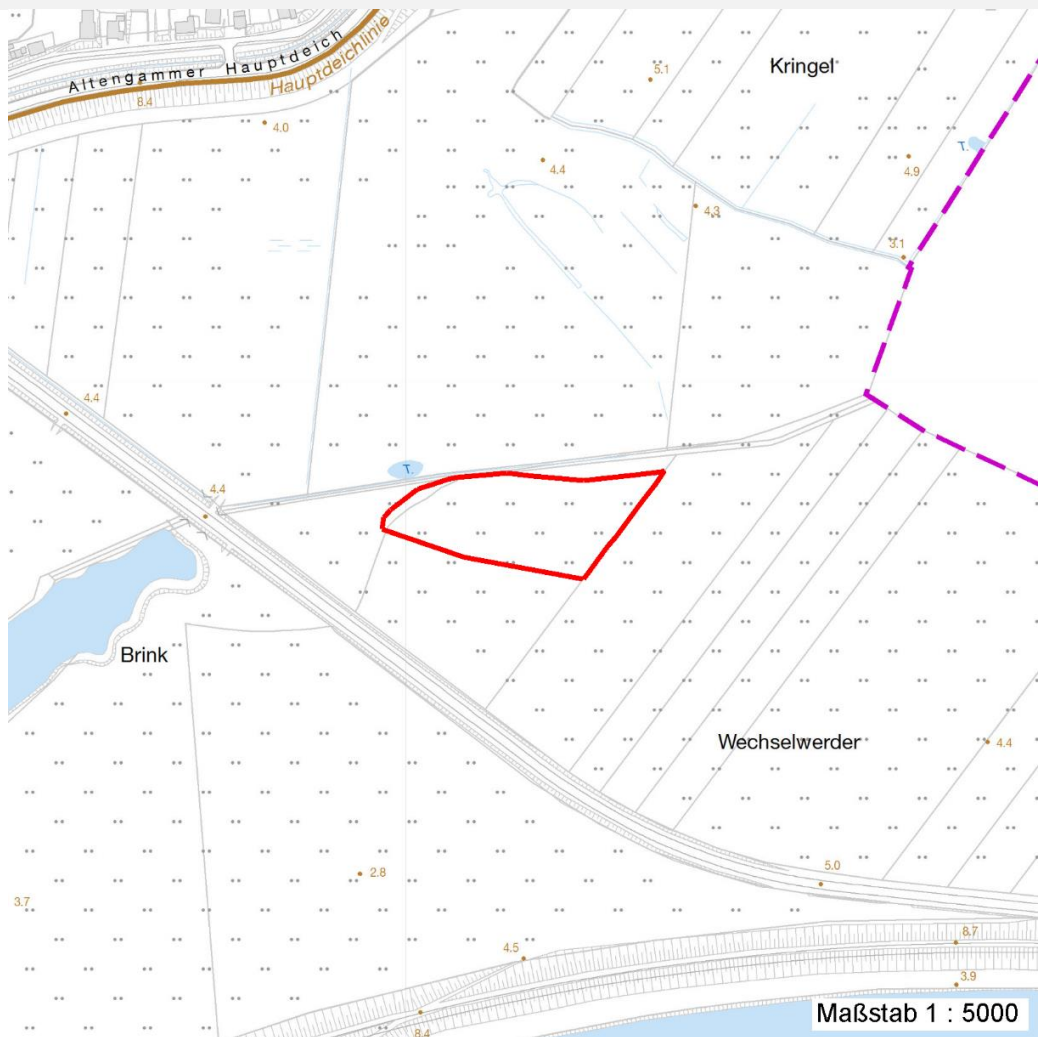 Altengammer Hauptdeich
Hauptdeichlinie
8.4
4.0
5.1
Kringel
T.
4.9
4.4
4.3
3.1
4.4
T.
4.4
Brink
Wechselwerder
4.4
2.8
5.0
3.7
4.5
8.7
3.9
8.4
Maßstab 1 : 5000